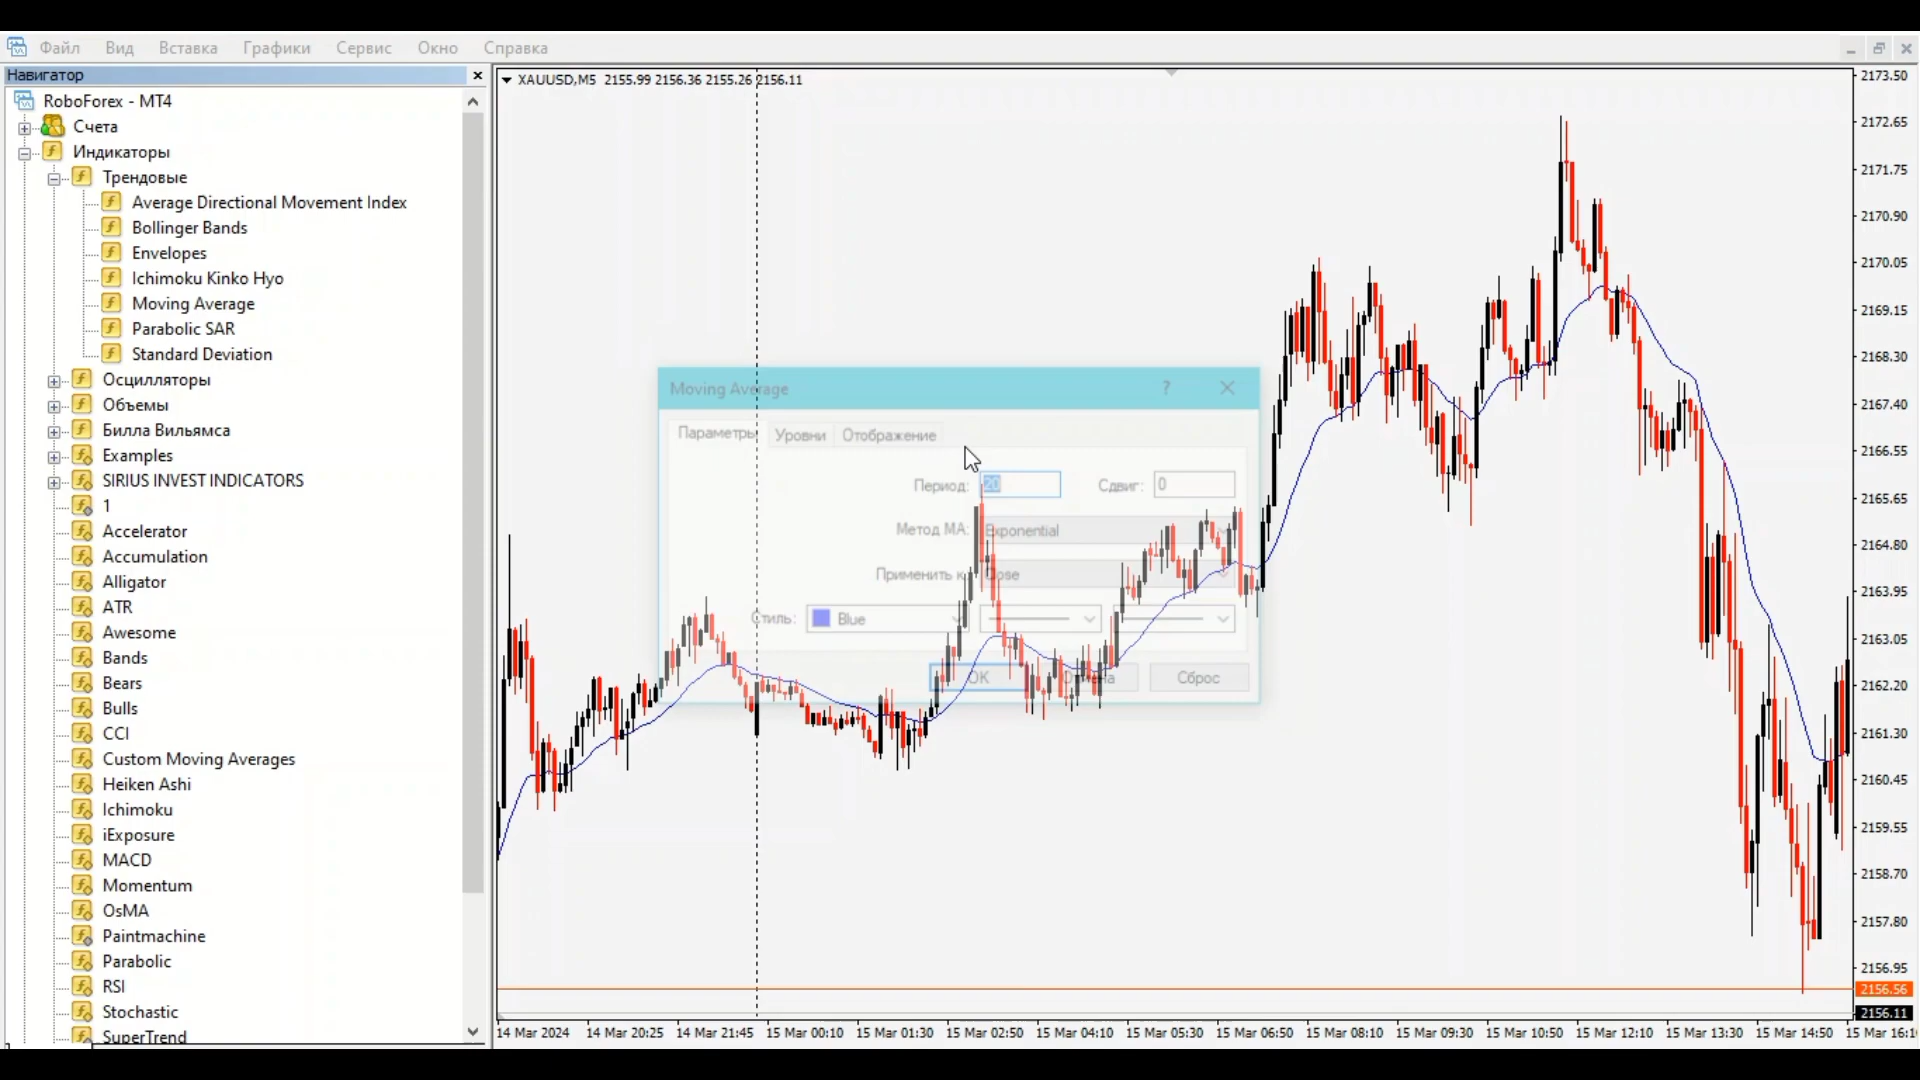 Файл Вид Вставка Графики Сервис Окно Справка
Навигатор
RoboForex - MT4
Счета
Индикаторы
Трендовые
Average Directional Movement Index
Bollinger Bands
Envelopes
Ichimoku Kinko Hyo
Moving Average
Parabolic SAR
Standard Deviation
Осцилляторы
Объемы
Билла Вильямса
Examples
SIRIUS INVEST INDICATORS
1
Accelerator
Accumulation
Alligator
ATR
Awesome
Bands
Bears
Bulls
CCI
Custom Moving Averages
Heiken Ashi
Ichimoku
iExposure
MACD
Momentum
OsMA
Paintmachine
Parabolic
RSI
Stochastic
SuperTrend
XAUUSD,M5 2155.99 2156.36 2155.26 2156.11
Moving Average ?
Параметры Уровни Отображение
Период: 20 Сдвиг: 0
Метод МА: Exponential
Применить к: Close
Стиль: Blue
OK Отмена Сброс
2173.50
2172.65
2171.75
2170.90
2170.05
2169.15
2168.30
2167.40
2166.55
2165.65
2164.80
2163.95
2163.05
2162.20
2161.30
2160.45
2159.55
2158.70
2157.80
2156.95
2156.56
2156.11
14 Mar 2024 14 Mar 20:25 14 Mar 21:45 15 Mar 00:10 15 Mar 01:30 15 Mar 02:50 15 Mar 04:10 15 Mar 05:30 15 Mar 06:50 15 Mar 08:10 15 Mar 09:30 15 Mar 10:50 15 Mar 12:10 15 Mar 13:30 15 Mar 14:50 15 Mar 16:1